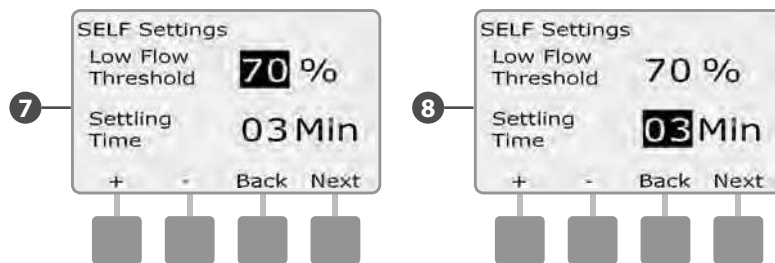 7
SELF Settings
Low Flow
Threshold
70 %
Settling
Time
03 Min
+ - Back Next
8
SELF Settings
Low Flow
Threshold
70 %
Settling
Time
03 Min
+ - Back Next